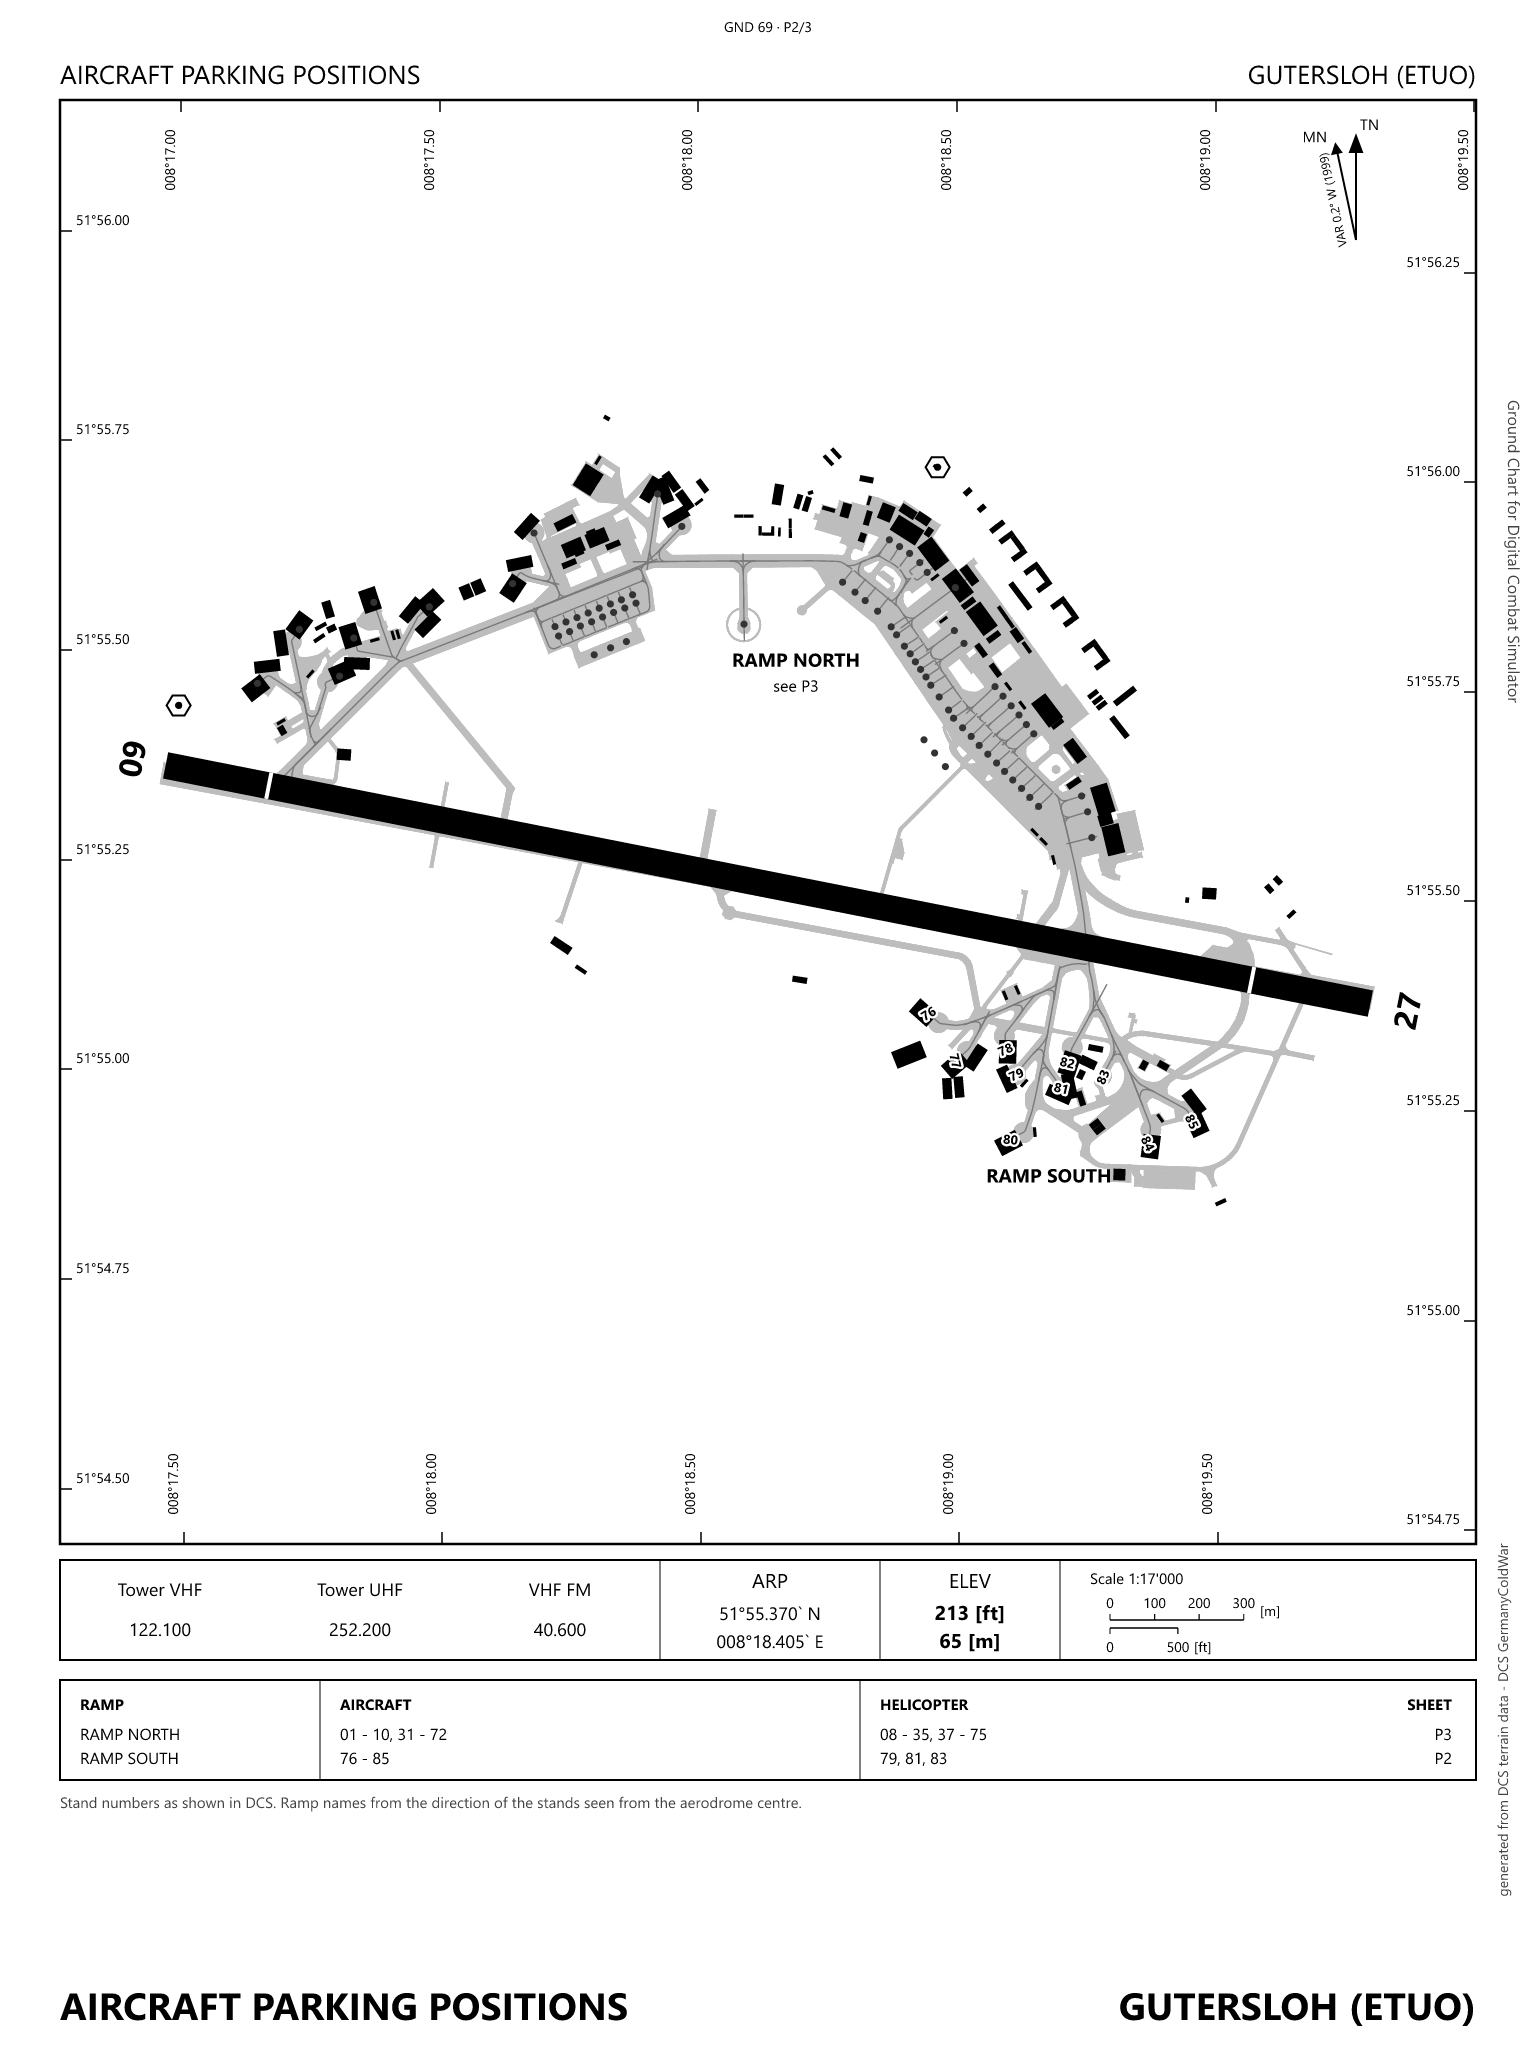 GND 69 · P2/3
AIRCRAFT PARKING POSITIONS
GUTERSLOH (ETUO)
008°17.00
008°17.50
008°18.00
008°18.50
008°19.00
008°19.50
MN
TN
VAR 0.2° W (1999)
51°56.00
51°56.25
51°55.75
51°56.00
51°55.50
51°55.75
RAMP NORTH
see P3
09
51°55.25
51°55.50
27
76
77
78
79
82
81
83
80
84
85
51°55.00
51°55.25
RAMP SOUTH
51°54.75
51°55.00
51°54.50
51°54.75
008°17.50
008°18.00
008°18.50
008°19.00
008°19.50
Ground Chart for Digital Combat Simulator
generated from DCS terrain data - DCS GermanyColdWar
Tower VHF
122.100
Tower UHF
252.200
VHF FM
40.600
ARP
51°55.370` N
008°18.405` E
ELEV
213 [ft]
65 [m]
Scale 1:17'000
0 100 200 300 [m]
0 500 [ft]
RAMP AIRCRAFT HELICOPTER SHEET
RAMP NORTH 01 - 10, 31 - 72 08 - 35, 37 - 75 P3
RAMP SOUTH 76 - 85 79, 81, 83 P2
Stand numbers as shown in DCS. Ramp names from the direction of the stands seen from the aerodrome centre.
AIRCRAFT PARKING POSITIONS
GUTERSLOH (ETUO)